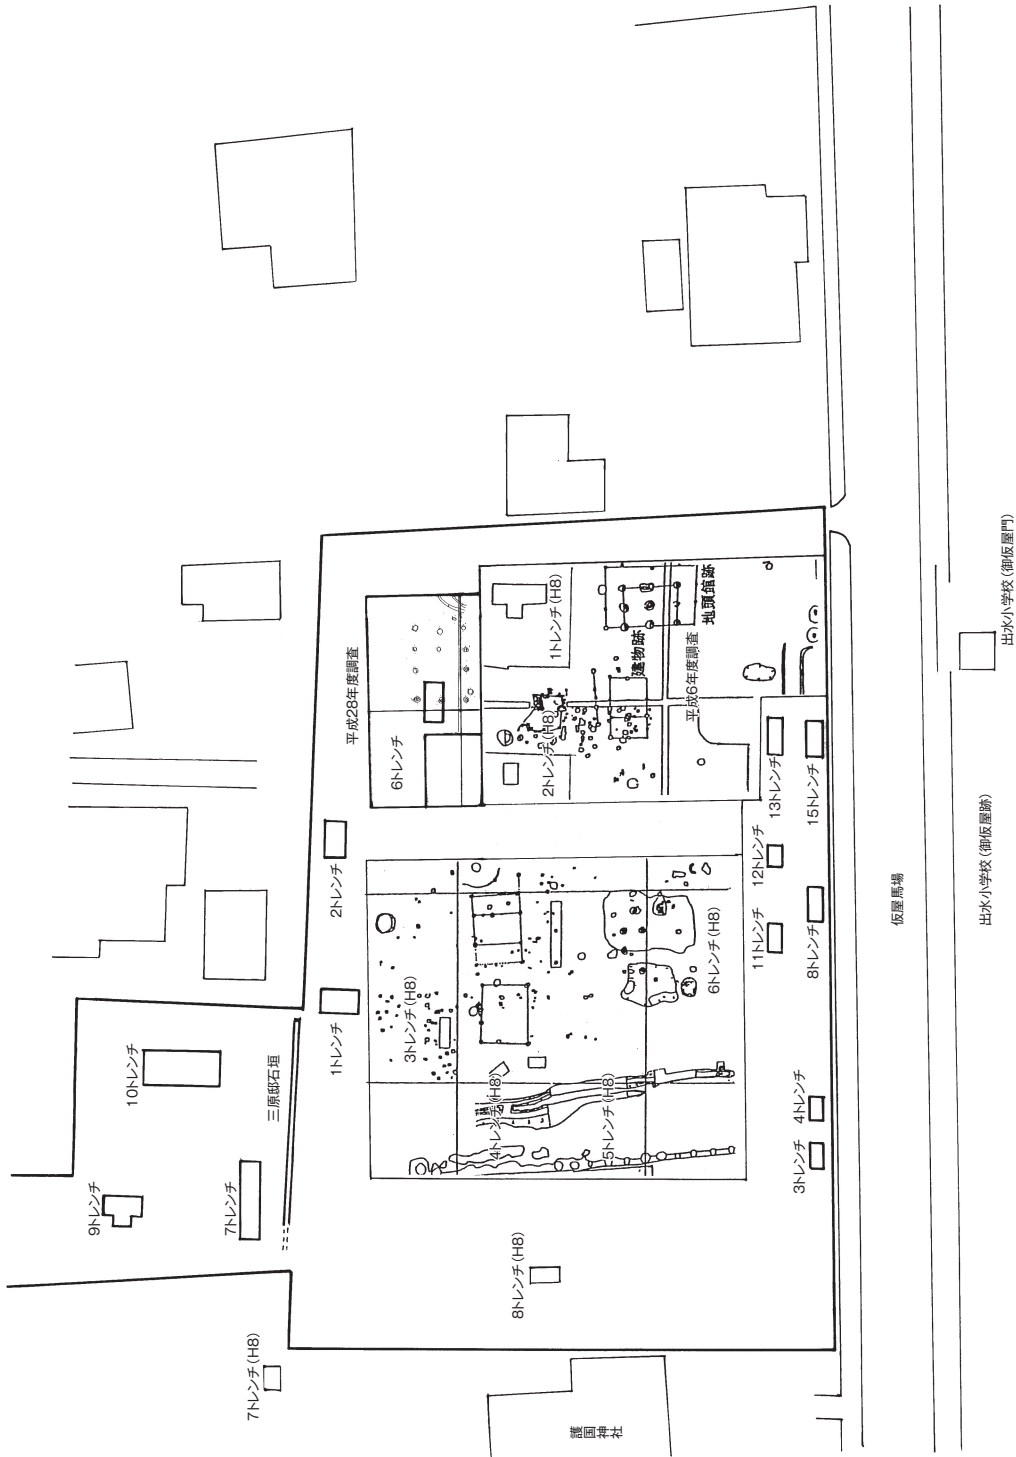 平成28年度調査
6トレンチ
2トレンチ
1トレンチ
三原邸石垣
10トレンチ
7トレンチ
9トレンチ
7トレンチ(H8)
1トレンチ(H8)
2トレンチ(H8)
建物跡
地頭館跡
平成6年度調査
3トレンチ(H8)
4トレンチ(H8)
5トレンチ(H8)
6トレンチ(H8)
8トレンチ(H8)
護国神社
13トレンチ
15トレンチ
12トレンチ
11トレンチ
8トレンチ
4トレンチ
3トレンチ
仮屋馬場
出水小学校(御仮屋門)
出水小学校(御仮屋跡)